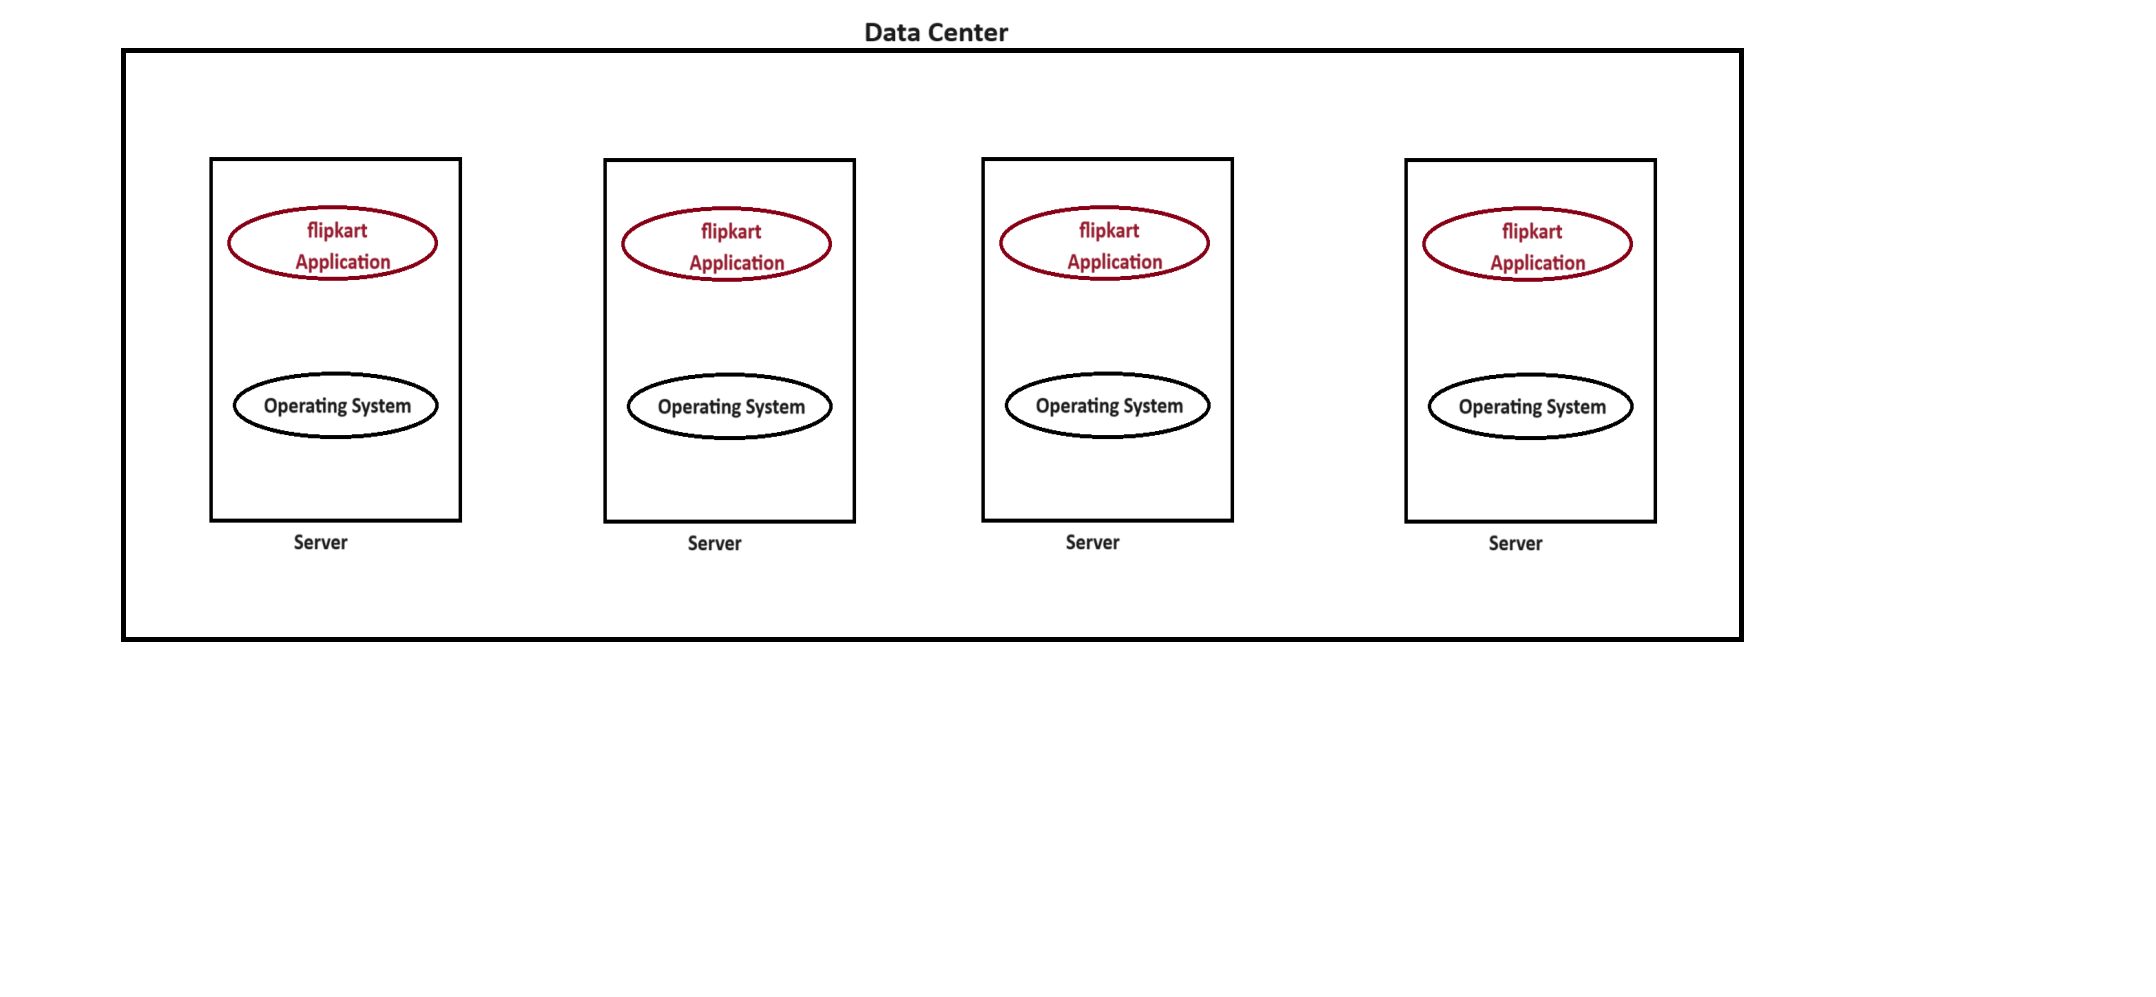 Data Center
flipkart
Application
Operating System
Server
flipkart
Application
Operating System
Server
flipkart
Application
Operating System
Server
flipkart
Application
Operating System
Server